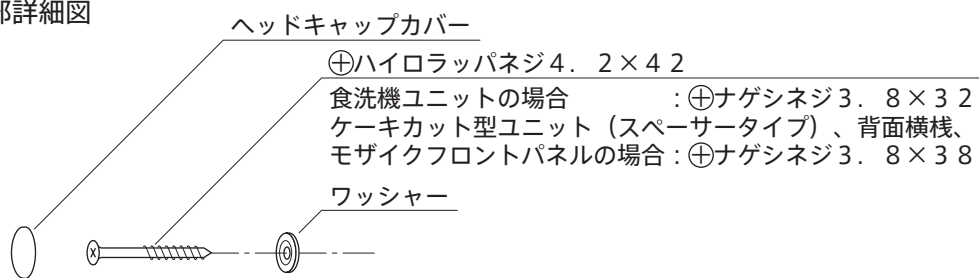 部詳細図
ヘッドキャップカバー
⊕ハイロラッパネジ４．２×４２
食洗機ユニットの場合　　　　：⊕ナゲシネジ３．８×３２
ケーキカット型ユニット（スペーサータイプ）、背面横桟、
モザイクフロントパネルの場合：⊕ナゲシネジ３．８×３８
ワッシャー